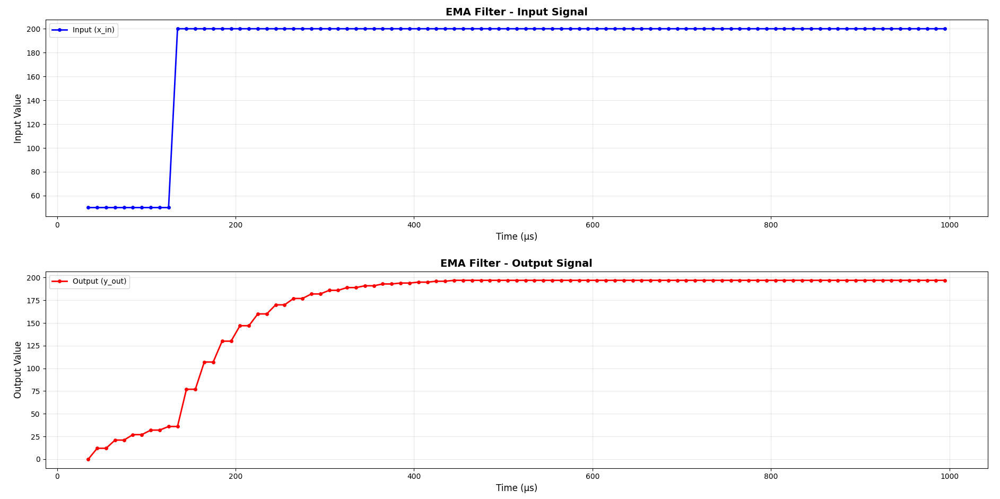 EMA Filter - Input Signal
Input (x_in)
Input Value
200
180
160
140
120
100
80
60
0 200 400 600 800 1000
Time (μs)
EMA Filter - Output Signal
Output (y_out)
Output Value
200
175
150
125
100
75
50
25
0
0 200 400 600 800 1000
Time (μs)